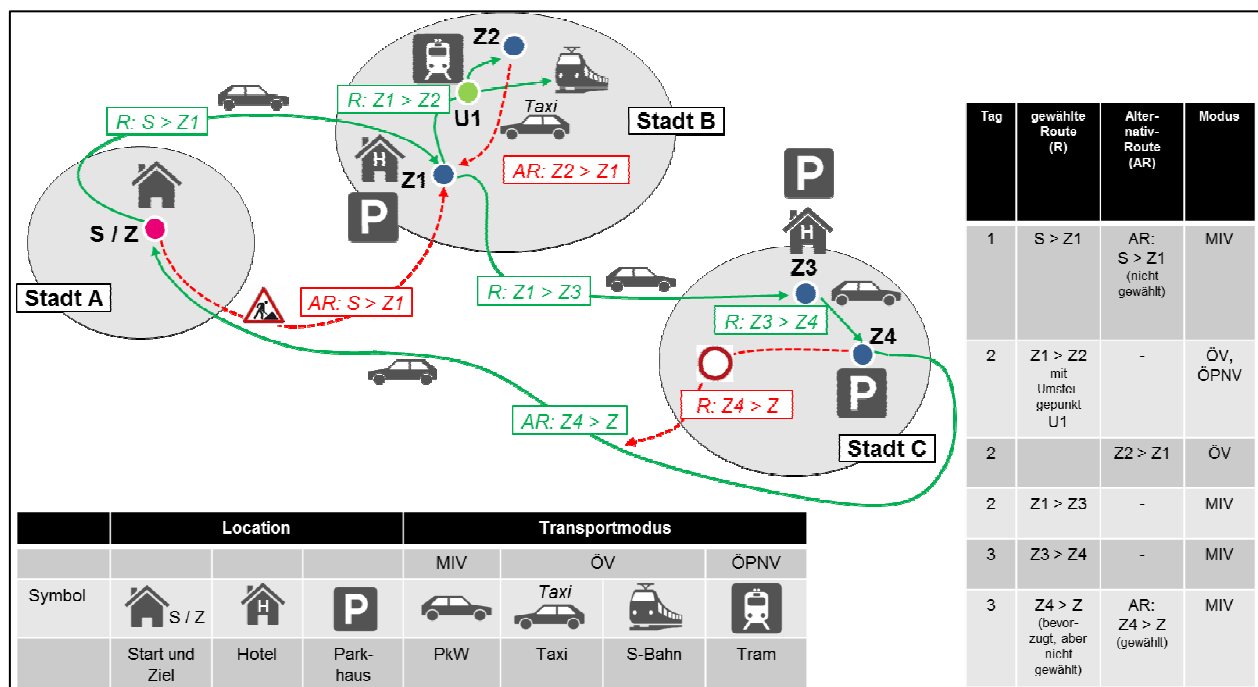 Z2
R: Z1 > Z2
U1
Taxi
Stadt B
R: S > Z1
H
Z1
AR: Z2 > Z1
P
S / Z
Stadt A
AR: S > Z1
P
H
Z3
R: Z1 > Z3
R: Z3 > Z4
Z4
P
R: Z4 > Z
AR: Z4 > Z
Stadt C
Location Transportmodus
MIV ÖV ÖPNV
Symbol S / Z H P Taxi
Start und Ziel
Hotel
Park-
haus
PkW
Taxi
S-Bahn
Tram
Tag
gewählte
Route
(R)
Alter-
nativ-
Route
(AR)
Modus
1
S > Z1
AR:
S > Z1
(nicht
gewählt)
MIV
2
Z1 > Z2
mit
Umstei
gepunkt
U1
-
ÖV,
ÖPNV
2
Z2 > Z1
ÖV
2
Z1 > Z3
-
MIV
3
Z3 > Z4
-
MIV
3
Z4 > Z
(bevor-
zugt, aber
nicht
gewählt)
AR:
Z4 > Z
(gewählt)
MIV